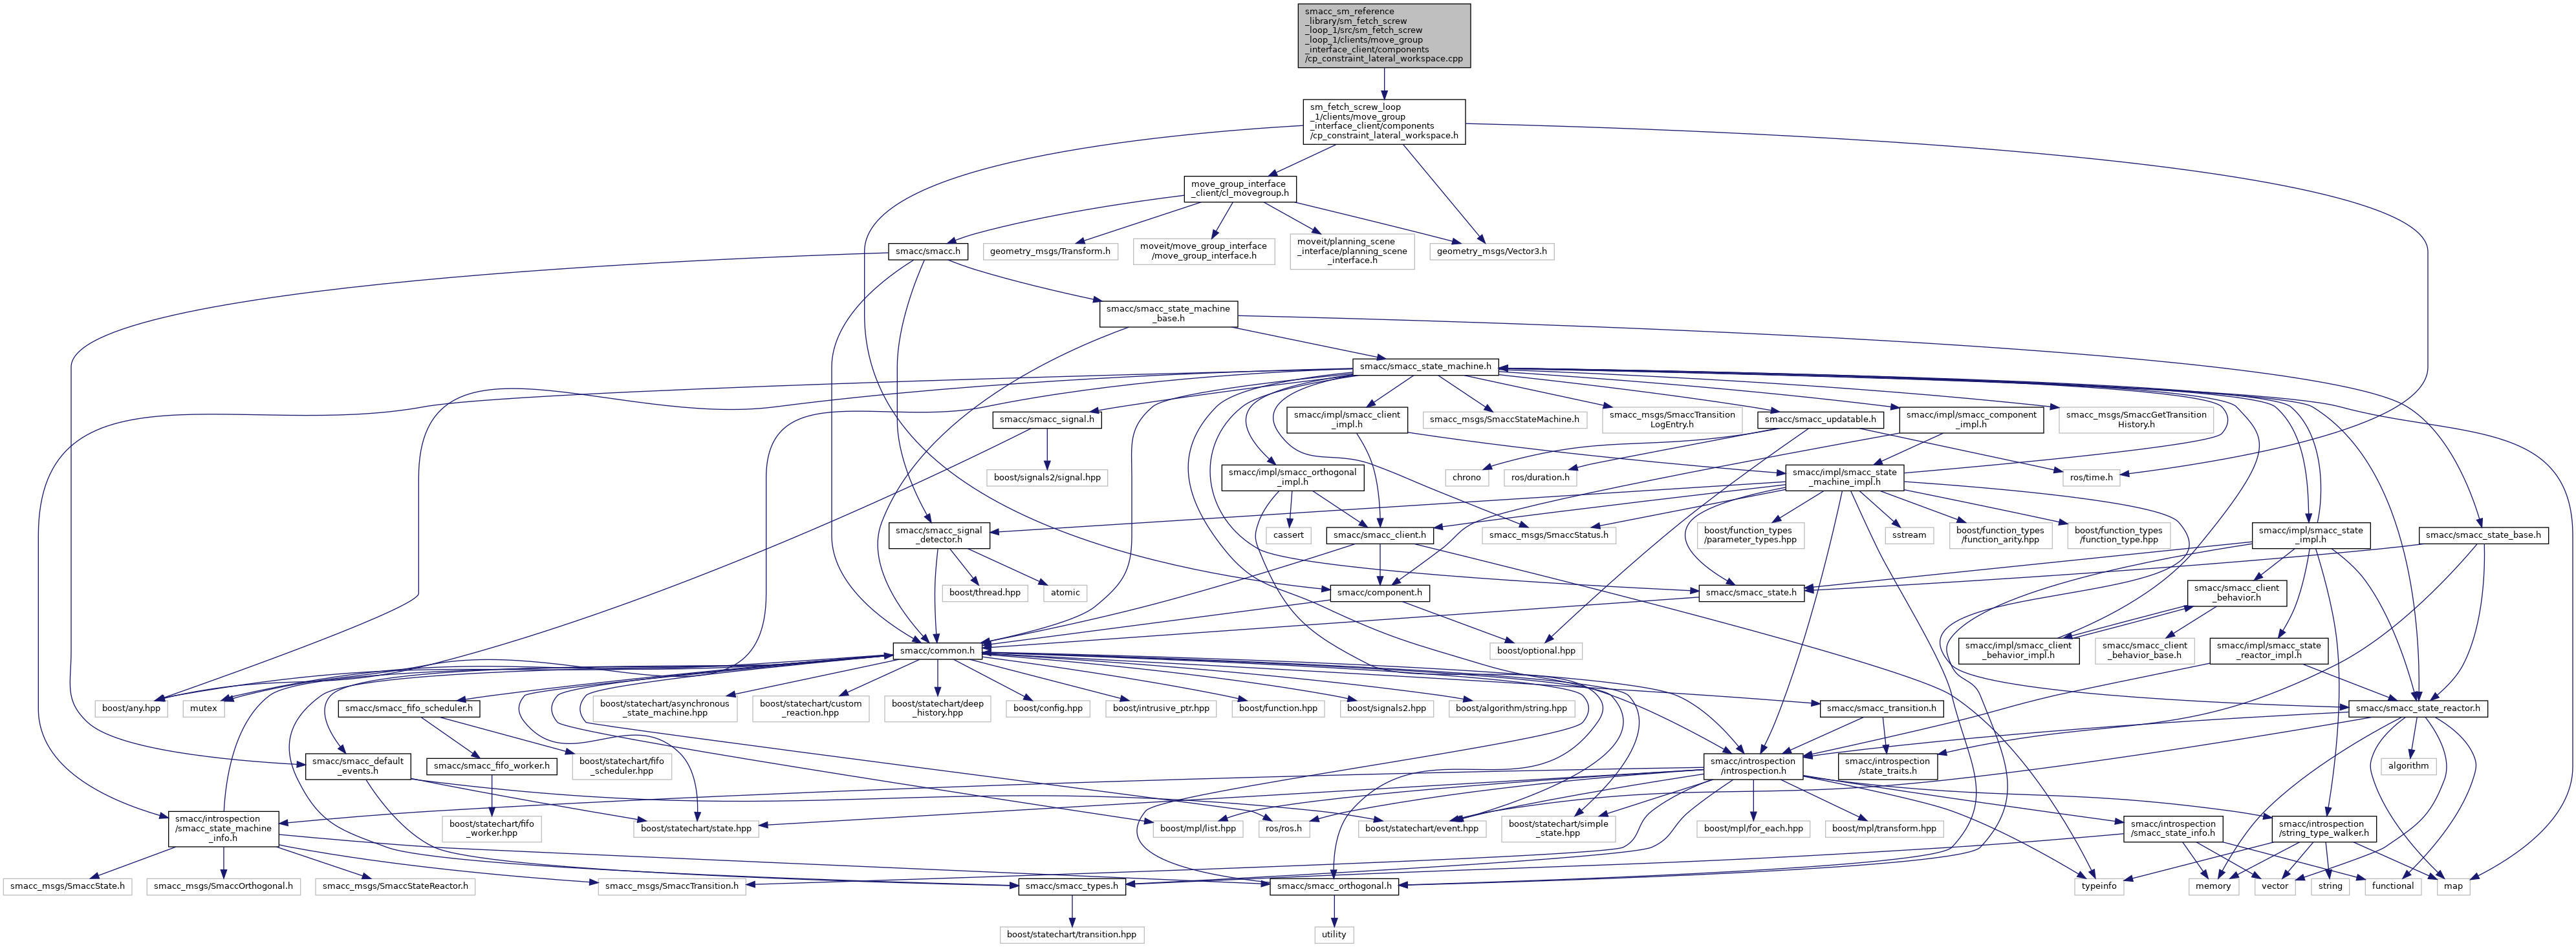 smacc_sm_reference
_library/sm_fetch_screw
_loop_1/src/sm_fetch_screw
_loop_1/clients/move_group
_interface_client/components
/cp_constraint_lateral_workspace.cpp
sm_fetch_screw_loop
_1/clients/move_group
_interface_client/components
/cp_constraint_lateral_workspace.h
move_group_interface
_client/cl_movegroup.h
smacc/smacc.h
geometry_msgs/Transform.h
moveit/move_group_interface
/move_group_interface.h
moveit/planning_scene
_interface/planning_scene
_interface.h
geometry_msgs/Vector3.h
smacc/smacc_state_machine
_base.h
smacc/smacc_state_machine.h
smacc/smacc_signal.h
smacc/impl/smacc_client
_impl.h
smacc_msgs/SmaccStateMachine.h
smacc_msgs/SmaccTransition
LogEntry.h
smacc/smacc_updatable.h
smacc/impl/smacc_component
_impl.h
smacc_msgs/SmaccGetTransition
History.h
boost/signals2/signal.hpp
smacc/impl/smacc_orthogonal
_impl.h
chrono
ros/duration.h
smacc/impl/smacc_state
_machine_impl.h
ros/time.h
smacc/smacc_signal
_detector.h
cassert
smacc/smacc_client.h
smacc_msgs/SmaccStatus.h
boost/function_types
/parameter_types.hpp
sstream
boost/function_types
/function_arity.hpp
boost/function_types
/function_type.hpp
smacc/impl/smacc_state
_impl.h
smacc/smacc_state_base.h
boost/thread.hpp
atomic
smacc/component.h
smacc/smacc_state.h
smacc/smacc_client
_behavior.h
smacc/common.h
boost/optional.hpp
smacc/impl/smacc_client
_behavior_impl.h
smacc/smacc_client
_behavior_base.h
smacc/impl/smacc_state
_reactor_impl.h
boost/any.hpp
mutex
smacc/smacc_fifo_scheduler.h
boost/statechart/asynchronous
_state_machine.hpp
boost/statechart/custom
_reaction.hpp
boost/statechart/deep
_history.hpp
boost/config.hpp
boost/intrusive_ptr.hpp
boost/function.hpp
boost/signals2.hpp
boost/algorithm/string.hpp
smacc/smacc_transition.h
smacc/smacc_state_reactor.h
smacc/smacc_default
_events.h
smacc/smacc_fifo_worker.h
boost/statechart/fifo
_scheduler.hpp
smacc/introspection
/introspection.h
smacc/introspection
/state_traits.h
algorithm
smacc/introspection
/smacc_state_machine
_info.h
boost/statechart/fifo
_worker.hpp
boost/statechart/state.hpp
boost/mpl/list.hpp
ros/ros.h
boost/statechart/event.hpp
boost/statechart/simple
_state.hpp
boost/mpl/for_each.hpp
boost/mpl/transform.hpp
smacc/introspection
/smacc_state_info.h
smacc/introspection
/string_type_walker.h
smacc_msgs/SmaccState.h
smacc_msgs/SmaccOrthogonal.h
smacc_msgs/SmaccStateReactor.h
smacc_msgs/SmaccTransition.h
smacc/smacc_types.h
smacc/smacc_orthogonal.h
typeinfo
memory
vector
string
functional
map
boost/statechart/transition.hpp
utility